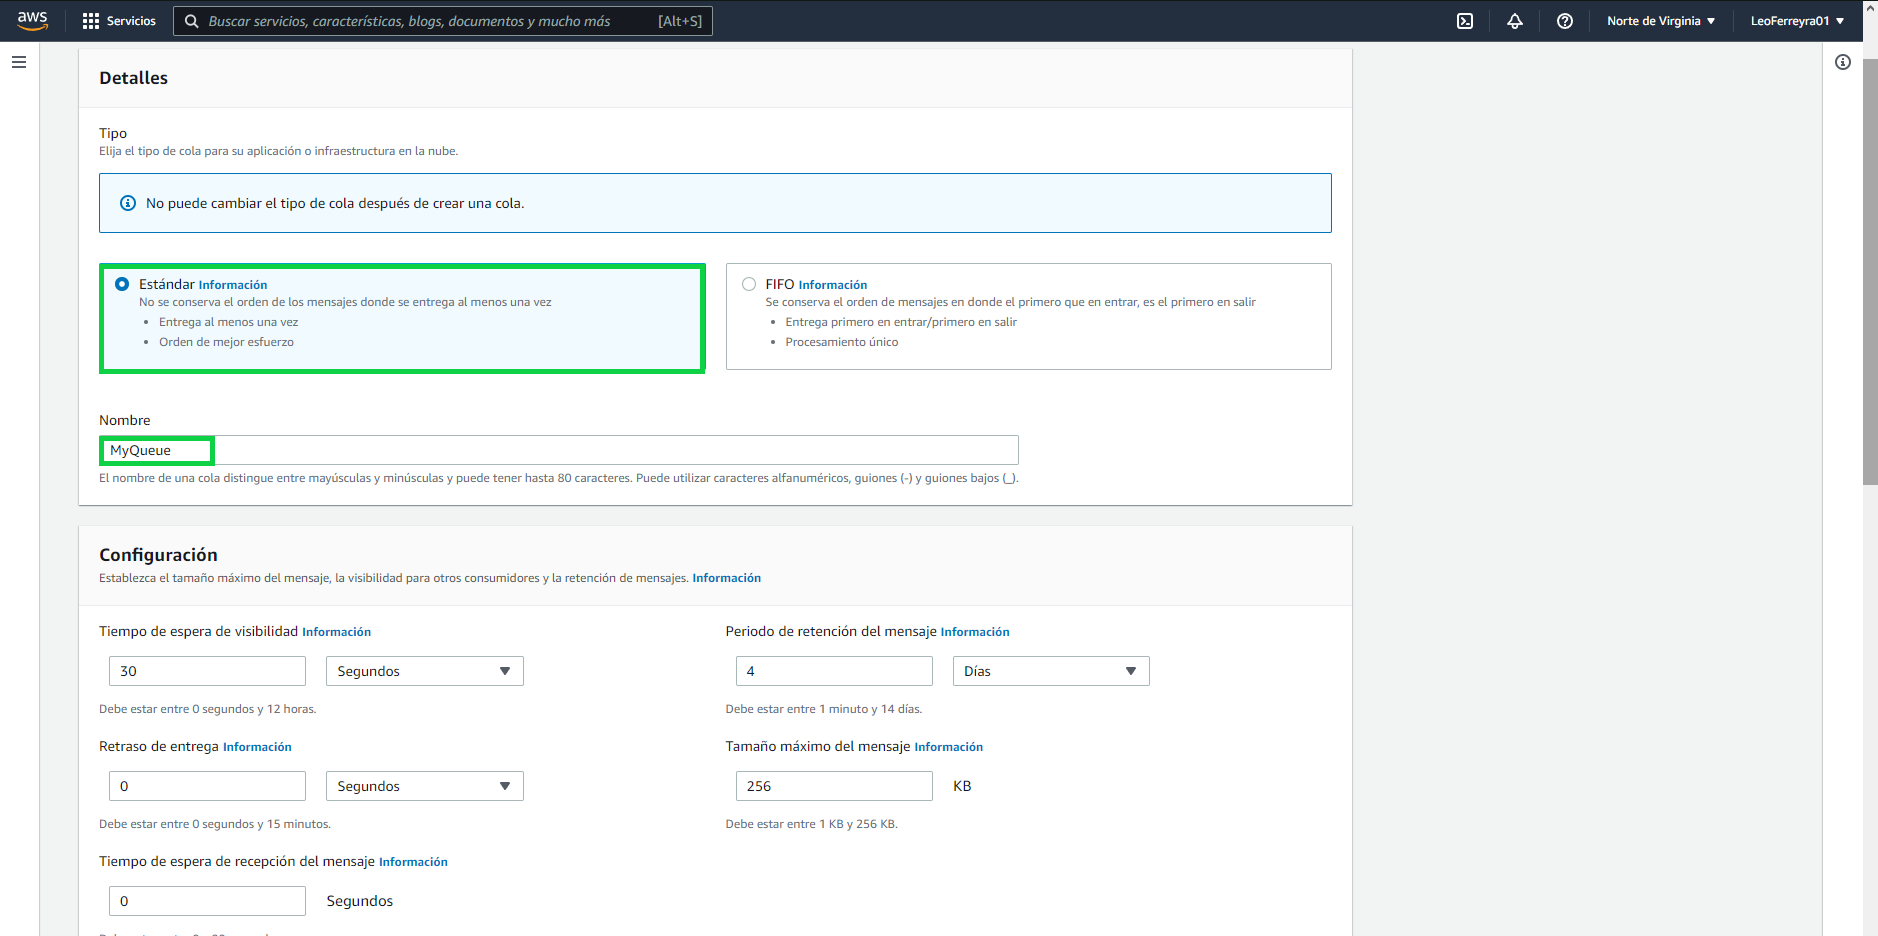 aws Servicios Buscar servicios, características, blogs, documentos y mucho más [Alt+S] Norte de Virginia LeoFerreyra01
Detalles
Tipo
Elija el tipo de cola para su aplicación o infraestructura en la nube.
No puede cambiar el tipo de cola después de crear una cola.
Estándar Información
No se conserva el orden de los mensajes donde se entrega al menos una vez
• Entrega al menos una vez
• Orden de mejor esfuerzo
FIFO Información
Se conserva el orden de mensajes en donde el primero que en entrar, es el primero en salir
• Entrega primero en entrar/primero en salir
• Procesamiento único
Nombre
MyQueue
El nombre de una cola distingue entre mayúsculas y minúsculas y puede tener hasta 80 caracteres. Puede utilizar caracteres alfanuméricos, guiones (-) y guiones bajos (_).
Configuración
Establezca el tamaño máximo del mensaje, la visibilidad para otros consumidores y la retención de mensajes. Información
Tiempo de espera de visibilidad Información
30 Segundos
Debe estar entre 0 segundos y 12 horas.
Periodo de retención del mensaje Información
4 Días
Debe estar entre 1 minuto y 14 días.
Retraso de entrega Información
0 Segundos
Debe estar entre 0 segundos y 15 minutos.
Tamaño máximo del mensaje Información
256 KB
Debe estar entre 1 KB y 256 KB.
Tiempo de espera de recepción del mensaje Información
0 Segundos